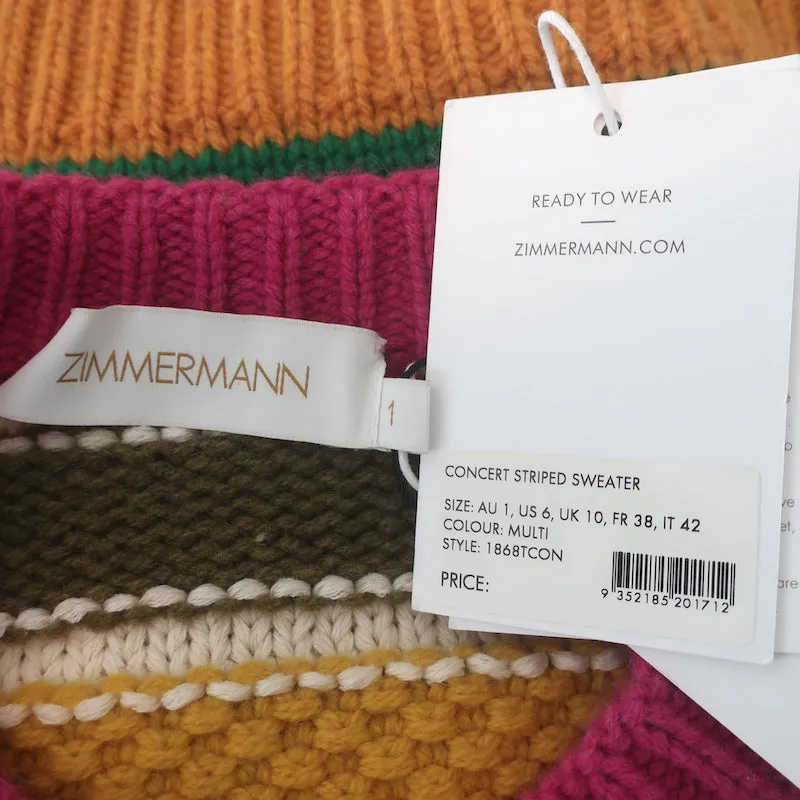 READY TO WEAR
ZIMMERMANN.COM
ZIMMERMANN
1
CONCERT STRIPED SWEATER
SIZE: AU 1, US 6, UK 10, FR 38, IT 42
COLOUR: MULTI
STYLE: 1868TCON
PRICE:
9 352185 201712